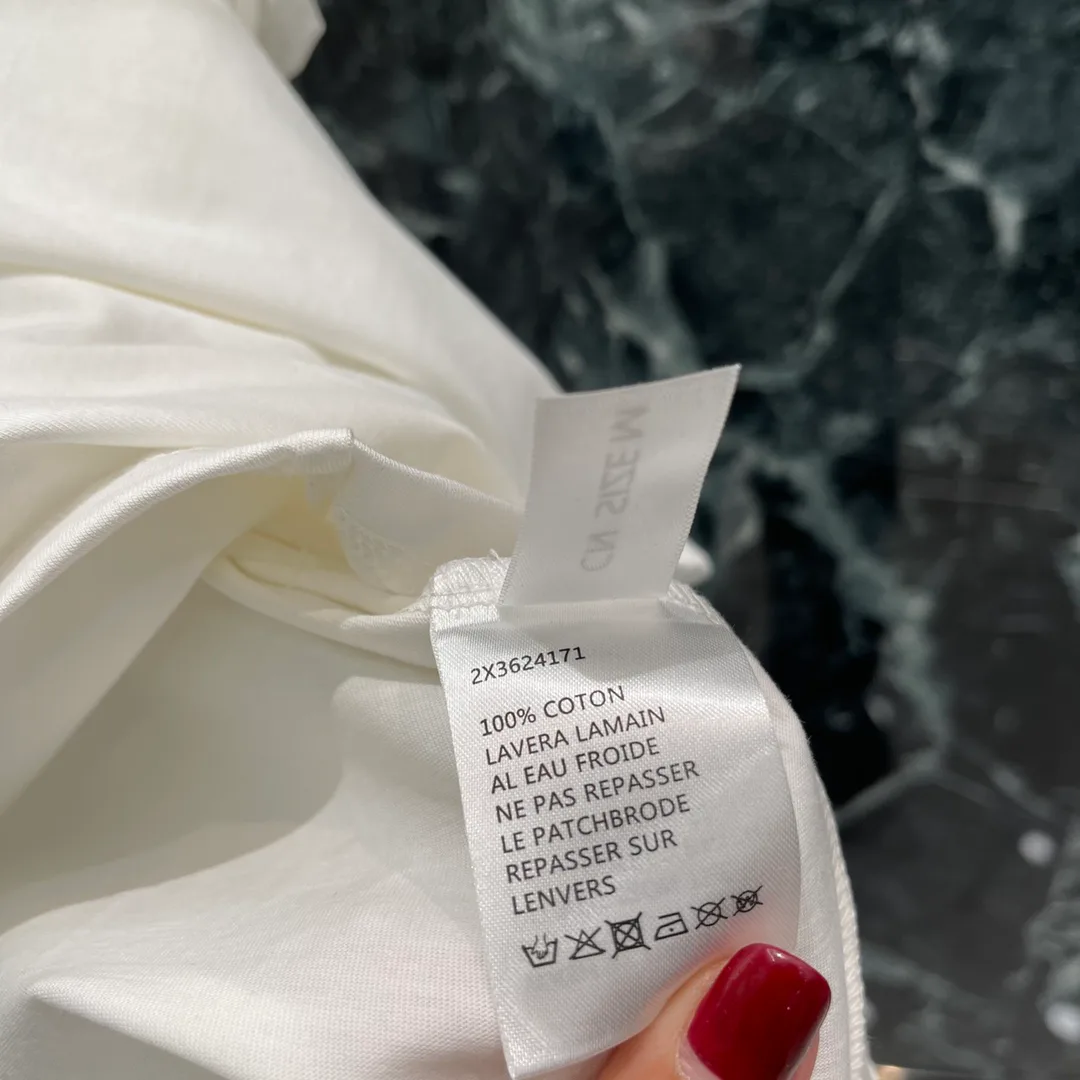 2X3624171
100% COTON
LAVERA LAMAIN
AL EAU FROIDE
NE PAS REPASSER
LE PATCHBRODE
REPASSER SUR
LENVERS